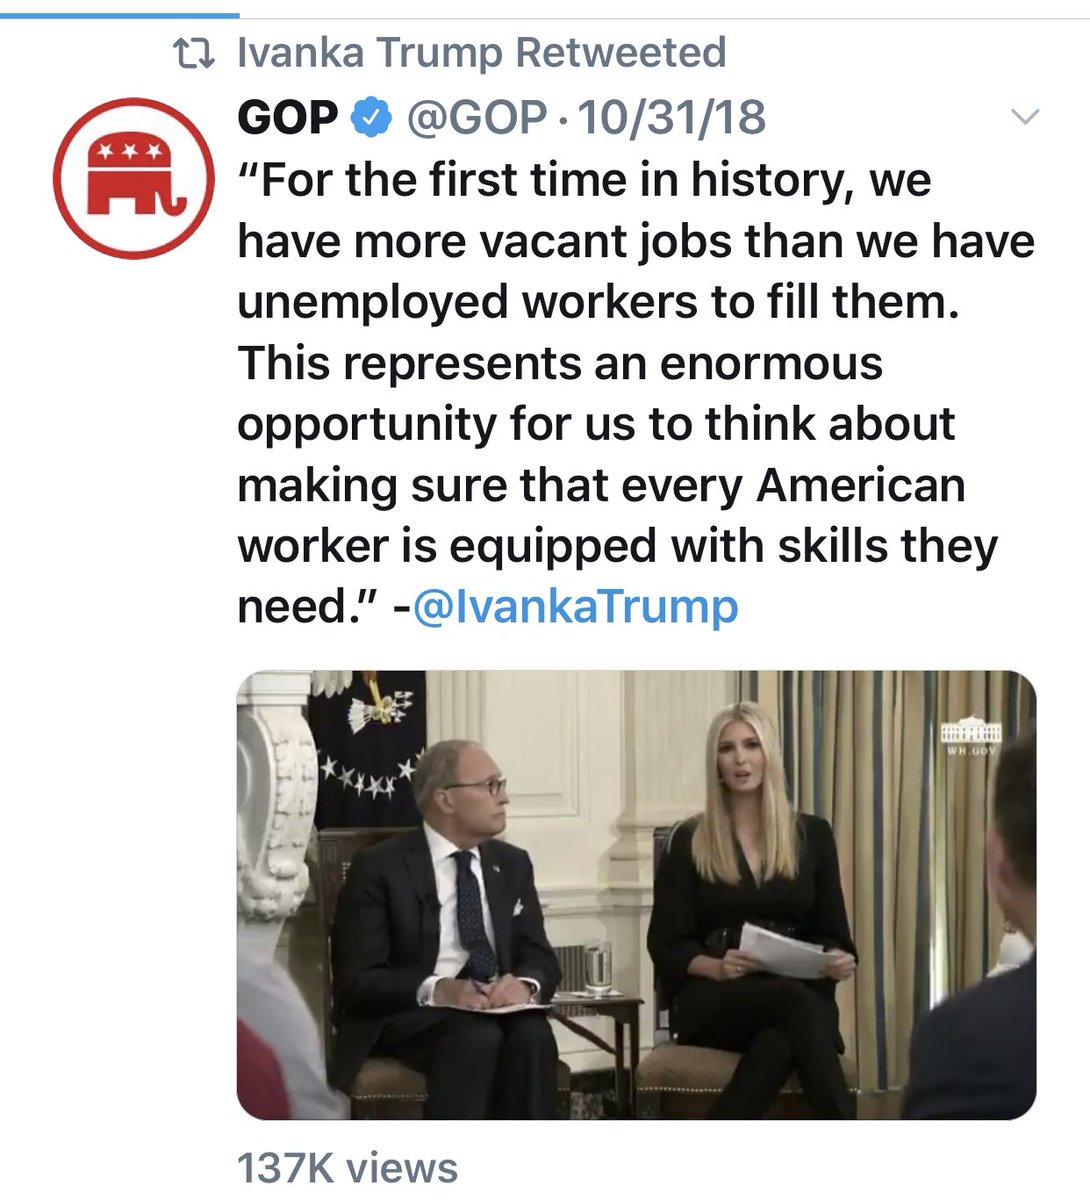 Ivanka Trump Retweeted
GOP @GOP · 10/31/18
“For the first time in history, we
have more vacant jobs than we have
unemployed workers to fill them.
This represents an enormous
opportunity for us to think about
making sure that every American
worker is equipped with skills they
need.” -@IvankaTrump
WH.GOV
137K views